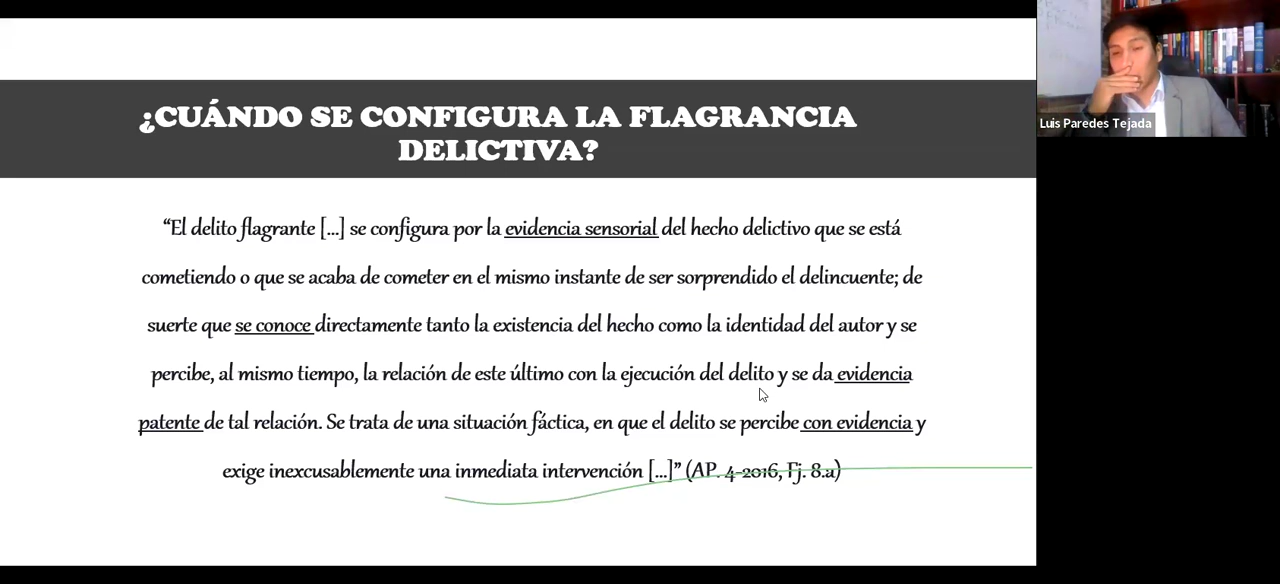 ¿CUÁNDO SE CONFIGURA LA FLAGRANCIA
DELICTIVA?
“El delito flagrante [...] se configura por la evidencia sensorial del hecho delictivo que se está
cometiendo o que se acaba de cometer en el mismo instante de ser sorprendido el delincuente; de
suerte que se conoce directamente tanto la existencia del hecho como la identidad del autor y se
percibe, al mismo tiempo, la relación de este último con la ejecución del delito y se da evidencia
patente de tal relación. Se trata de una situación fáctica, en que el delito se percibe con evidencia y
exige inexcusablemente una inmediata intervención [...]” (AP. 4-2016, Fj. 8.a)
Luis Paredes Tejada